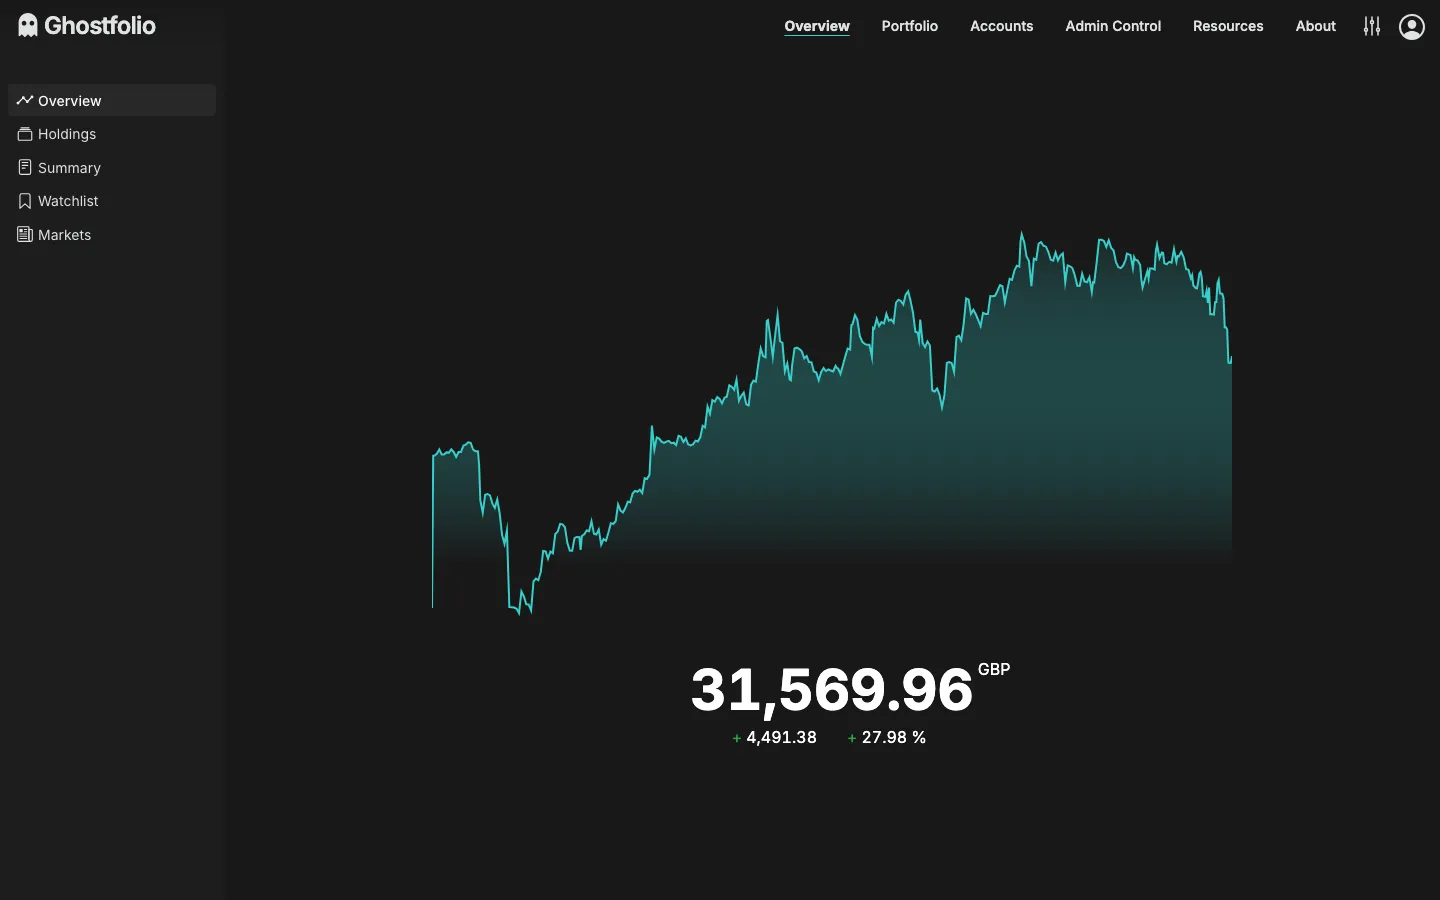 Ghostfolio
Overview Portfolio Accounts Admin Control Resources About
Overview
Holdings
Summary
Watchlist
Markets
31,569.96 GBP
+ 4,491.38 + 27.98 %